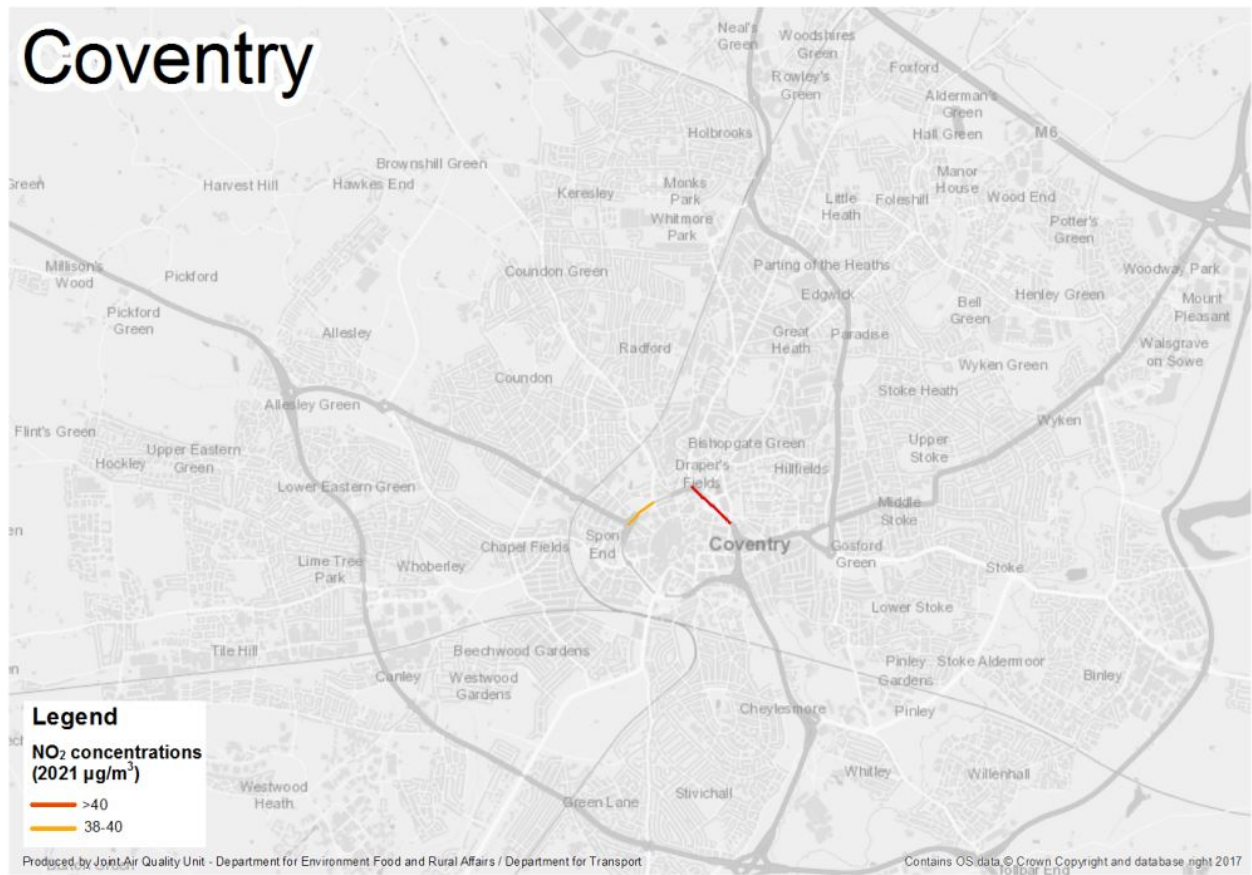 Coventry
Neal's
Green
Woodshires
Green
Rowley's
Green
Foxford
Alderman's
Green
Hall Green
M6
Holbrooks
Brownshill Green
Harvest Hill
Hawkes End
Green
Keresley
Monks
Park
Whitmore
Park
Little
Heath
Foleshill
Manor
House
Wood End
Potter's
Green
Millison's
Wood
Pickford
Coundon Green
Parting of the Heaths
Woodway Park
Pickford
Green
Edgwick
Bell
Green
Henley Green
Mount
Pleasant
Allesley
Radford
Great
Heath
Paradise
Walsgrave
on Sowe
Wyken Green
Coundon
Stoke Heath
Allesley Green
Wyken
Flint's Green
Hockley
Upper Eastern
Green
Bishopgate Green
Upper
Stoke
Draper's
Fields
Hillfields
Lower Eastern Green
Middle
Stoke
en
Spon
End
Coventry
Chapel Fields
Gosford
Green
Lime Tree
Park
Whoberley
Stoke
Lower Stoke
Tile Hill
Beechwood Gardens
Canley
Westwood
Gardens
Pinley
Gardens
Stoke Aldermoor
Binley
Cheylesmore
Pinley
Whitley
Willenhall
Westwood
Heath
Green Lane
Stivichall
Legend
NO₂ concentrations
(2021 µg/m³)
>40
38-40
Produced by Joint Air Quality Unit - Department for Environment Food and Rural Affairs / Department for Transport
Contains OS data © Crown Copyright and database right 2017